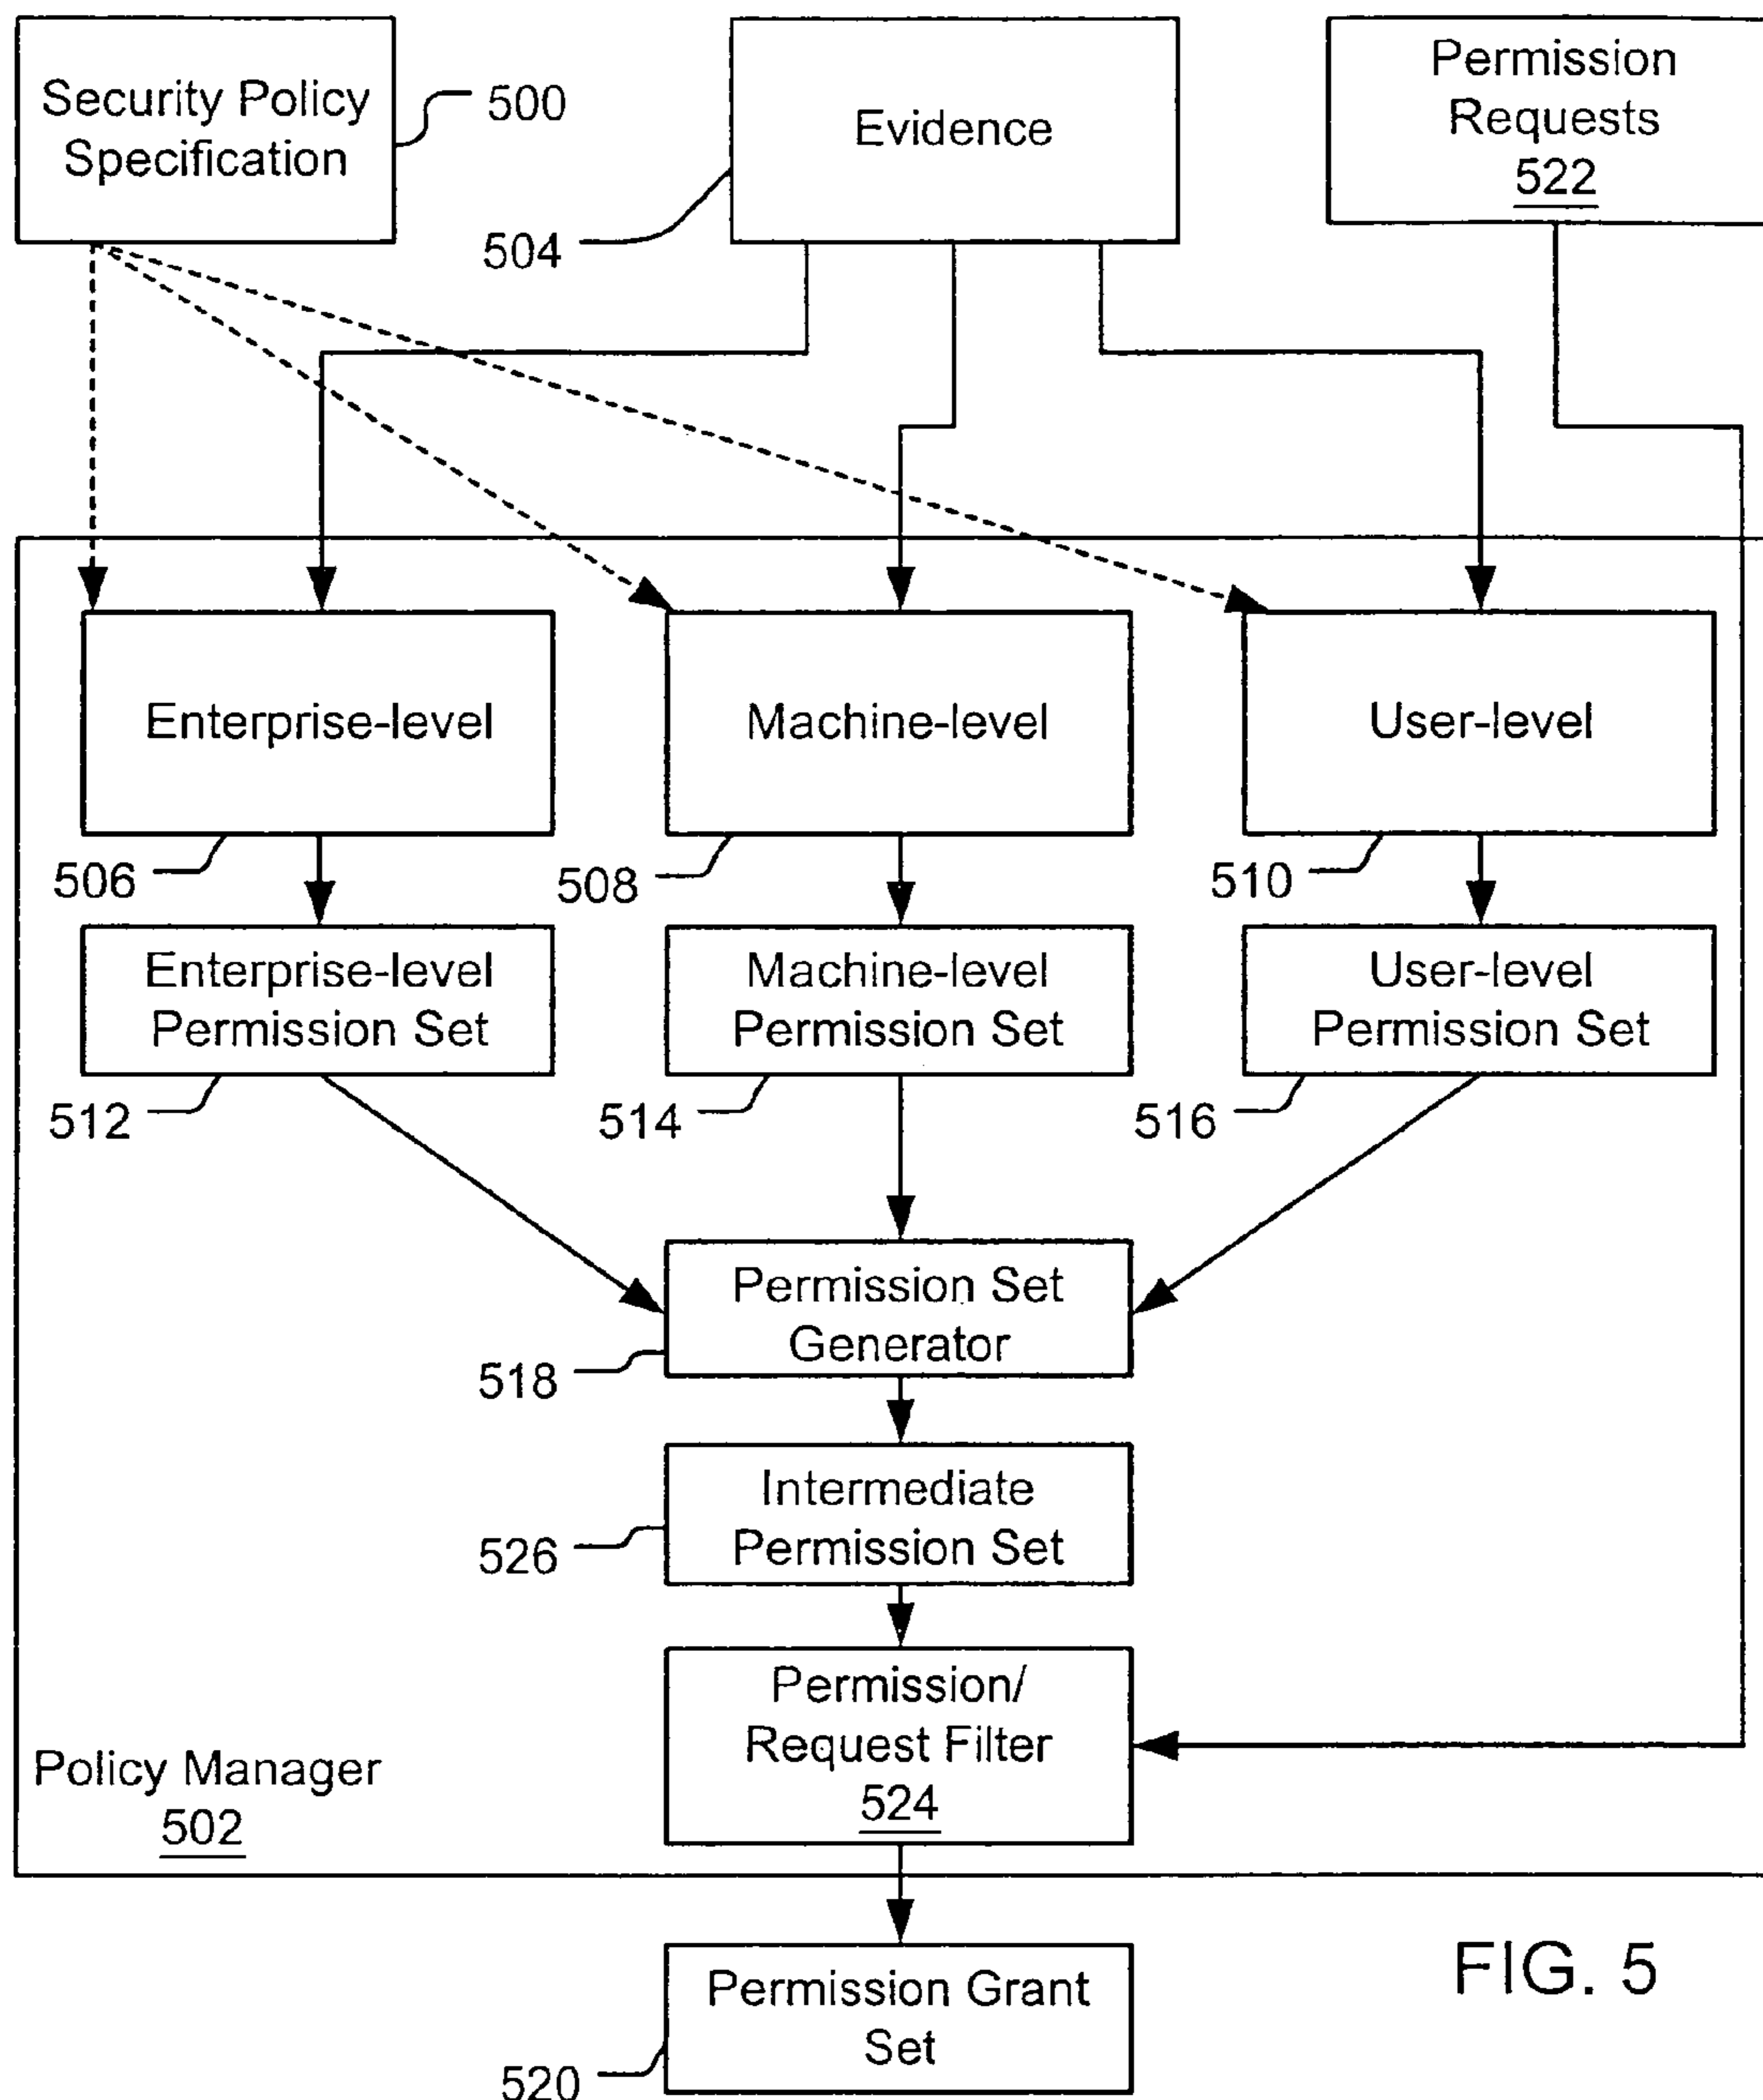 Security Policy
Specification
500
Evidence
504
Permission
Requests
522
Enterprise-level
506
Machine-level
508
User-level
510
Enterprise-level
Permission Set
512
Machine-level
Permission Set
514
User-level
Permission Set
516
Permission Set
Generator
518
Intermediate
Permission Set
526
Permission/
Request Filter
524
Policy Manager
502
Permission Grant
Set
520
FIG. 5